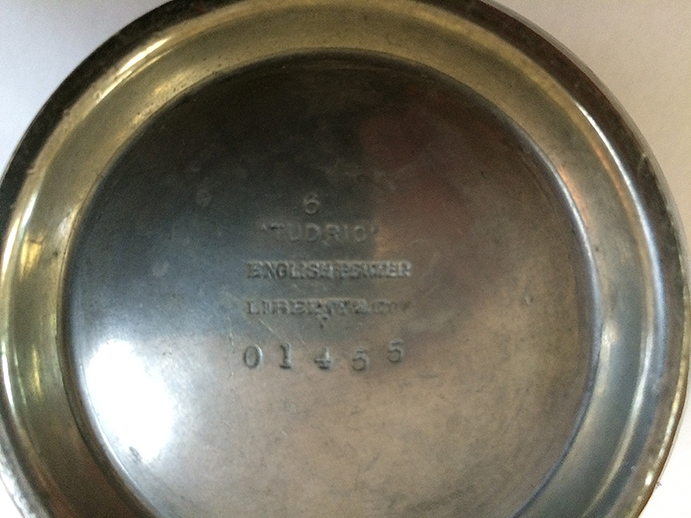 6
"TUDRIC"
ENGLISH PEWTER
LIBERTY & Co
01455